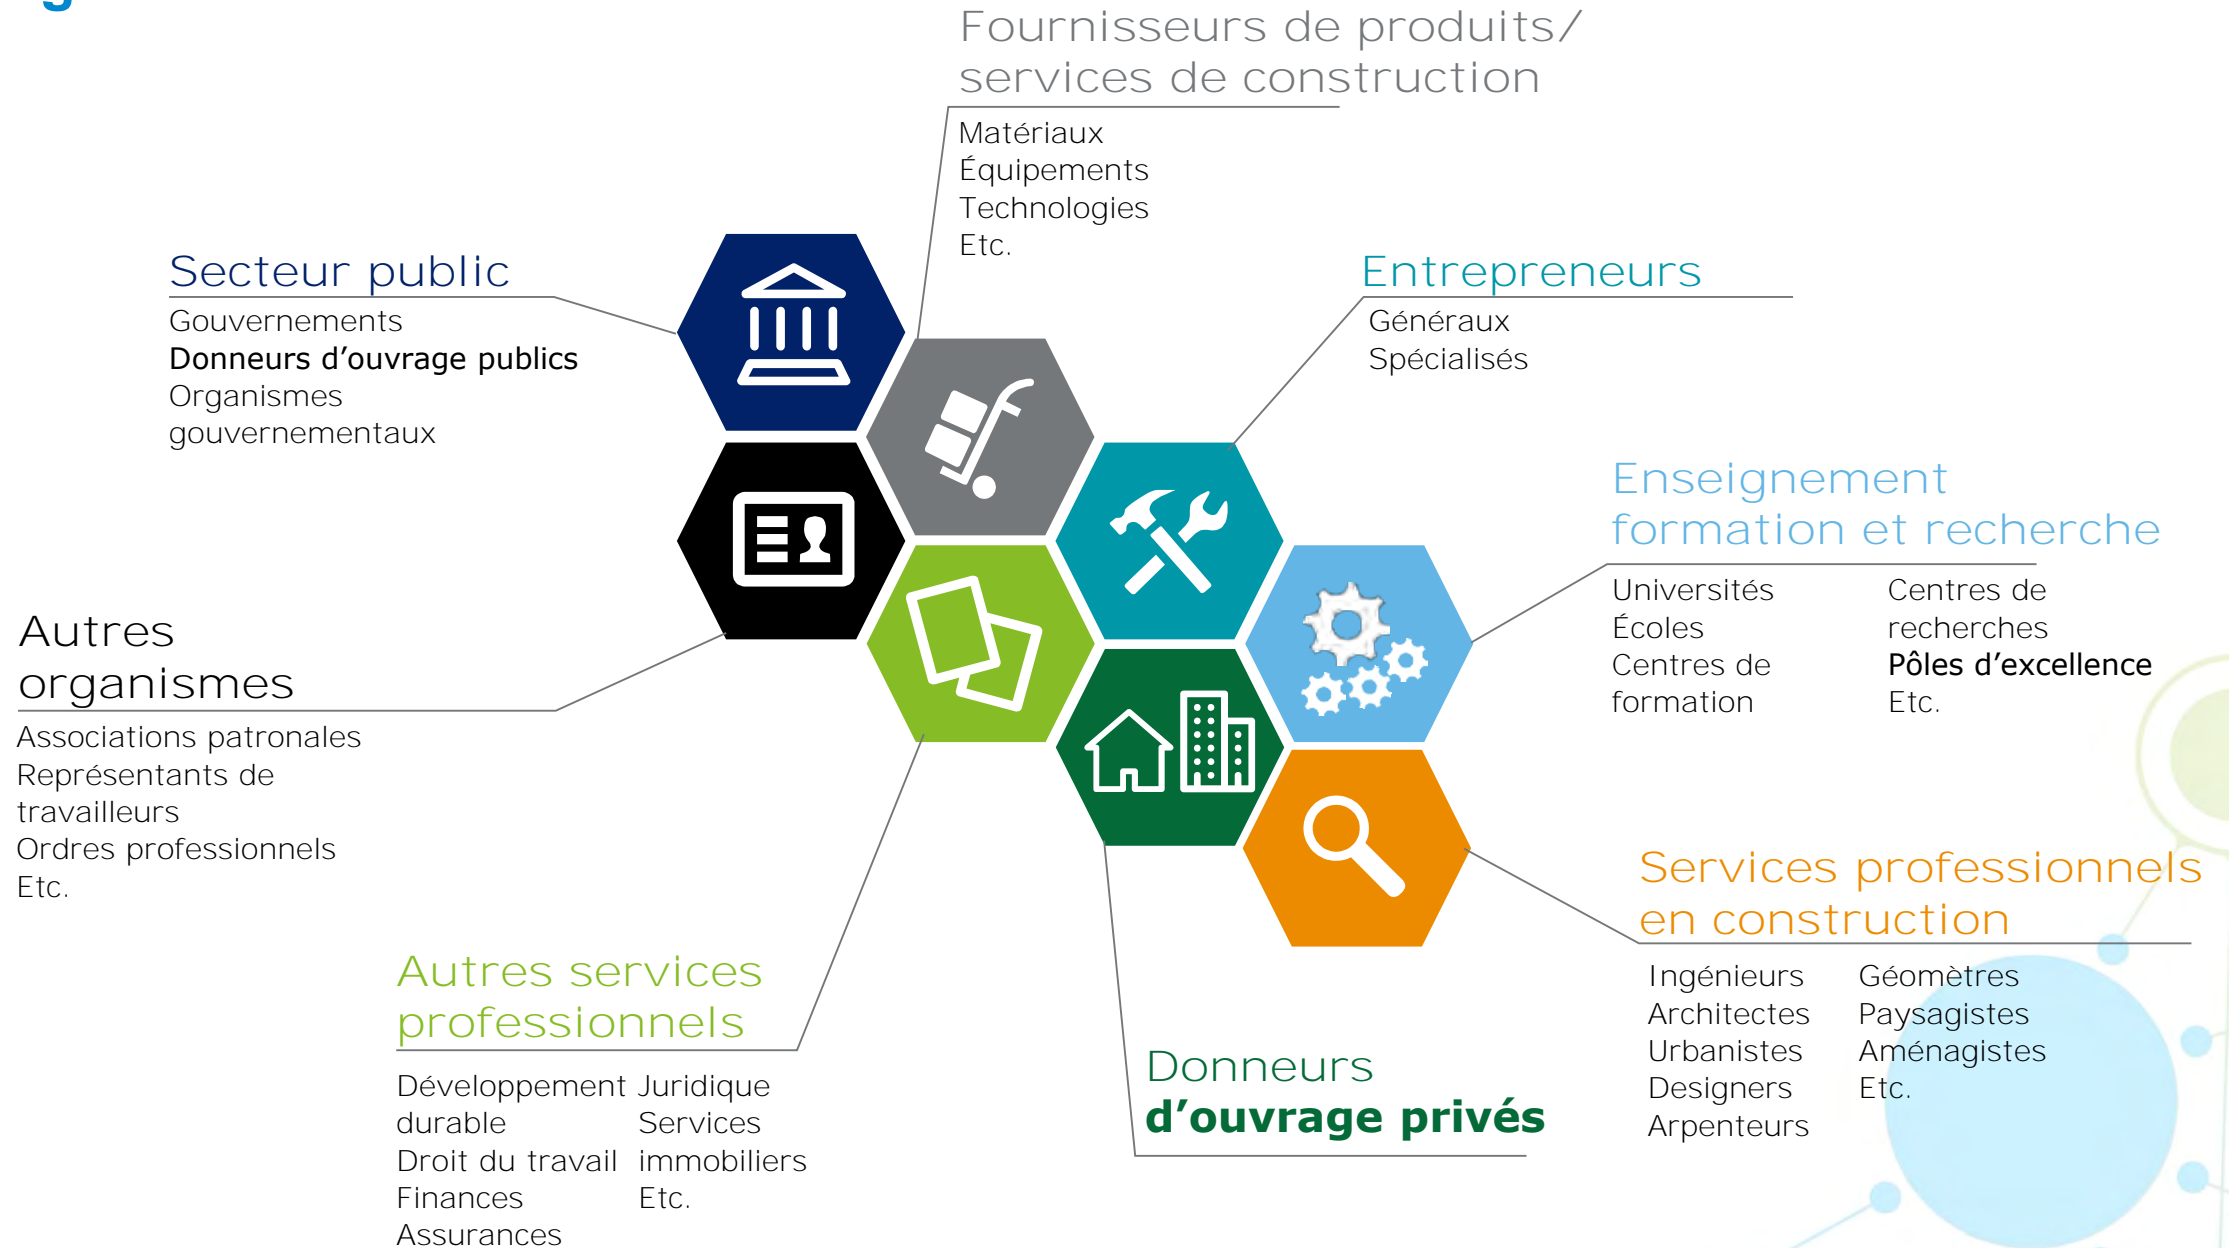 Fournisseurs de produits/
services de construction
Matériaux
Équipements
Technologies
Etc.
Secteur public
Gouvernements
Donneurs d’ouvrage publics
Organismes
gouvernementaux
Entrepreneurs
Généraux
Spécialisés
Enseignement
formation et recherche
Universités
Écoles
Centres de
formation
Centres de
recherches
Pôles d’excellence
Etc.
Autres
organismes
Associations patronales
Représentants de
travailleurs
Ordres professionnels
Etc.
Services professionnels
en construction
Ingénieurs
Architectes
Urbanistes
Designers
Arpenteurs
Géomètres
Paysagistes
Aménagistes
Etc.
Autres services
professionnels
Développement
durable
Droit du travail
Finances
Assurances
Juridique
Services
immobiliers
Etc.
Donneurs
d’ouvrage privés